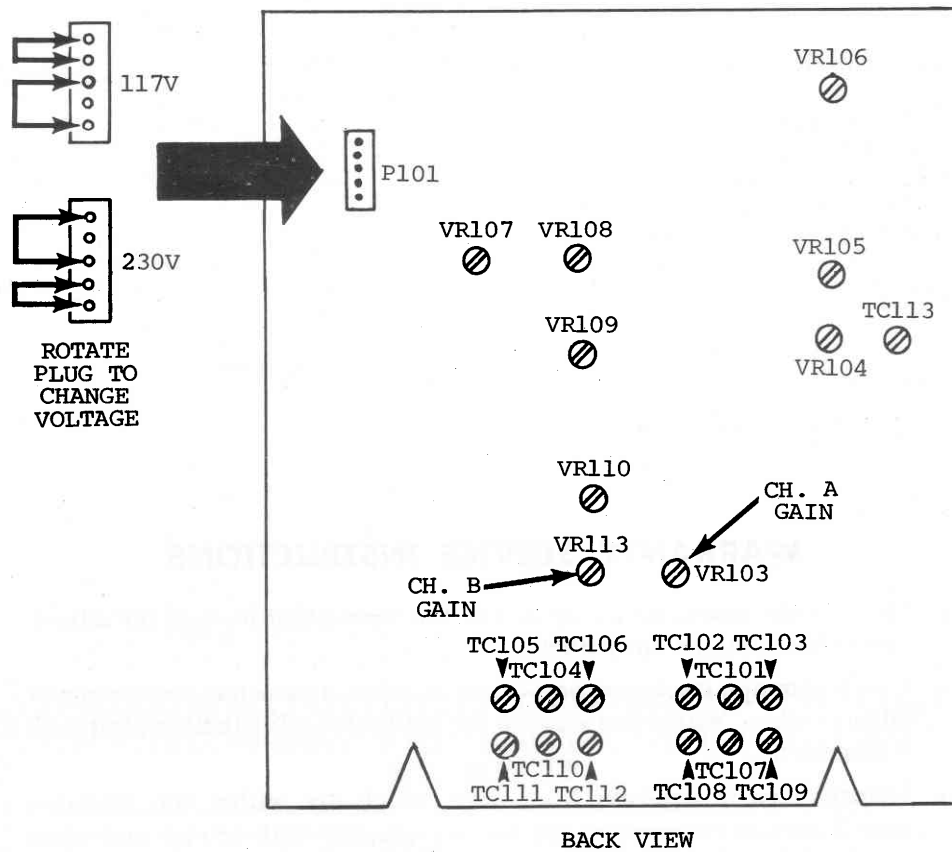 117V
P101
230V
ROTATE
PLUG TO
CHANGE
VOLTAGE
VR106
VR107 VR108
VR105
TC113
VR109
VR104
VR110
CH. A
GAIN
VR113
VR103
CH. B
GAIN
TC105 TC106 TC102 TC103
TC104 TC101
TC110 TC107
TC111 TC112 TC108 TC109
BACK VIEW